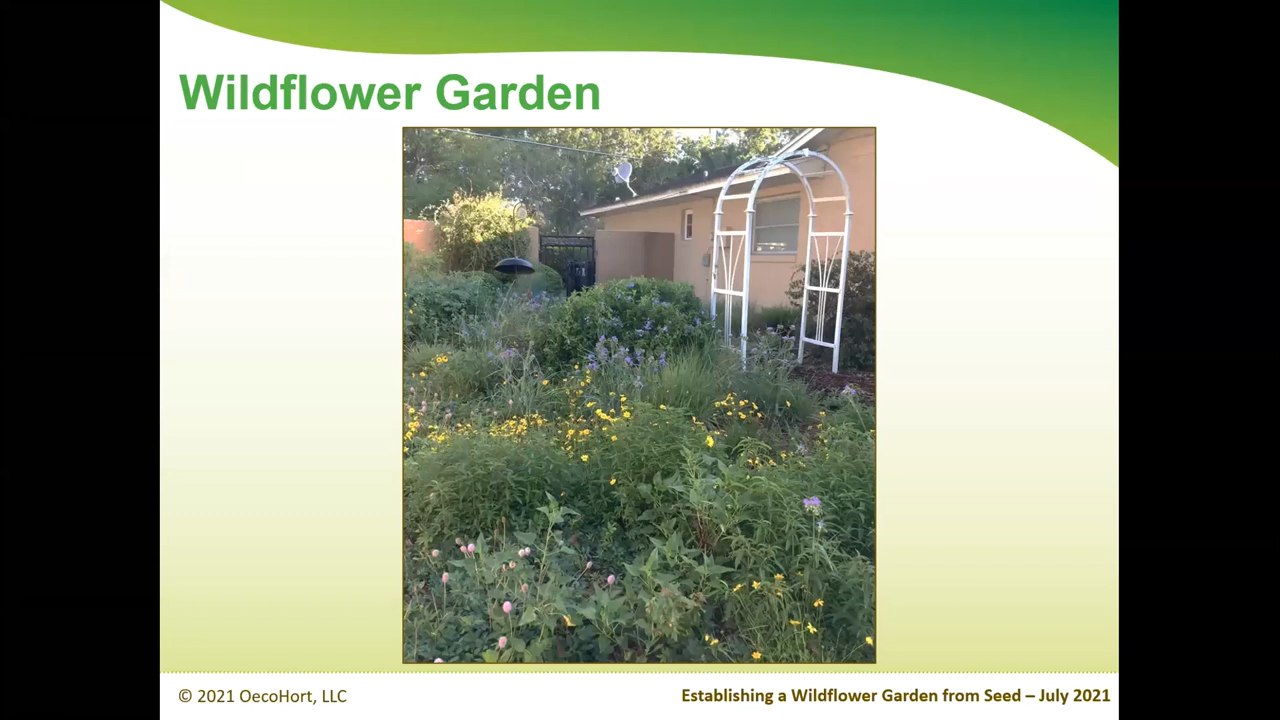 Wildflower Garden
© 2021 OecoHort, LLC
Establishing a Wildflower Garden from Seed – July 2021